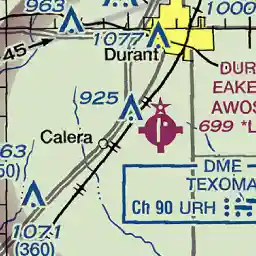 963
1077
45
Durant
DUR
EAKE
AWOS
925
699 *L
Calera
63
50)
DME
TEXOMA
Ch 90 URH
1071
(360)